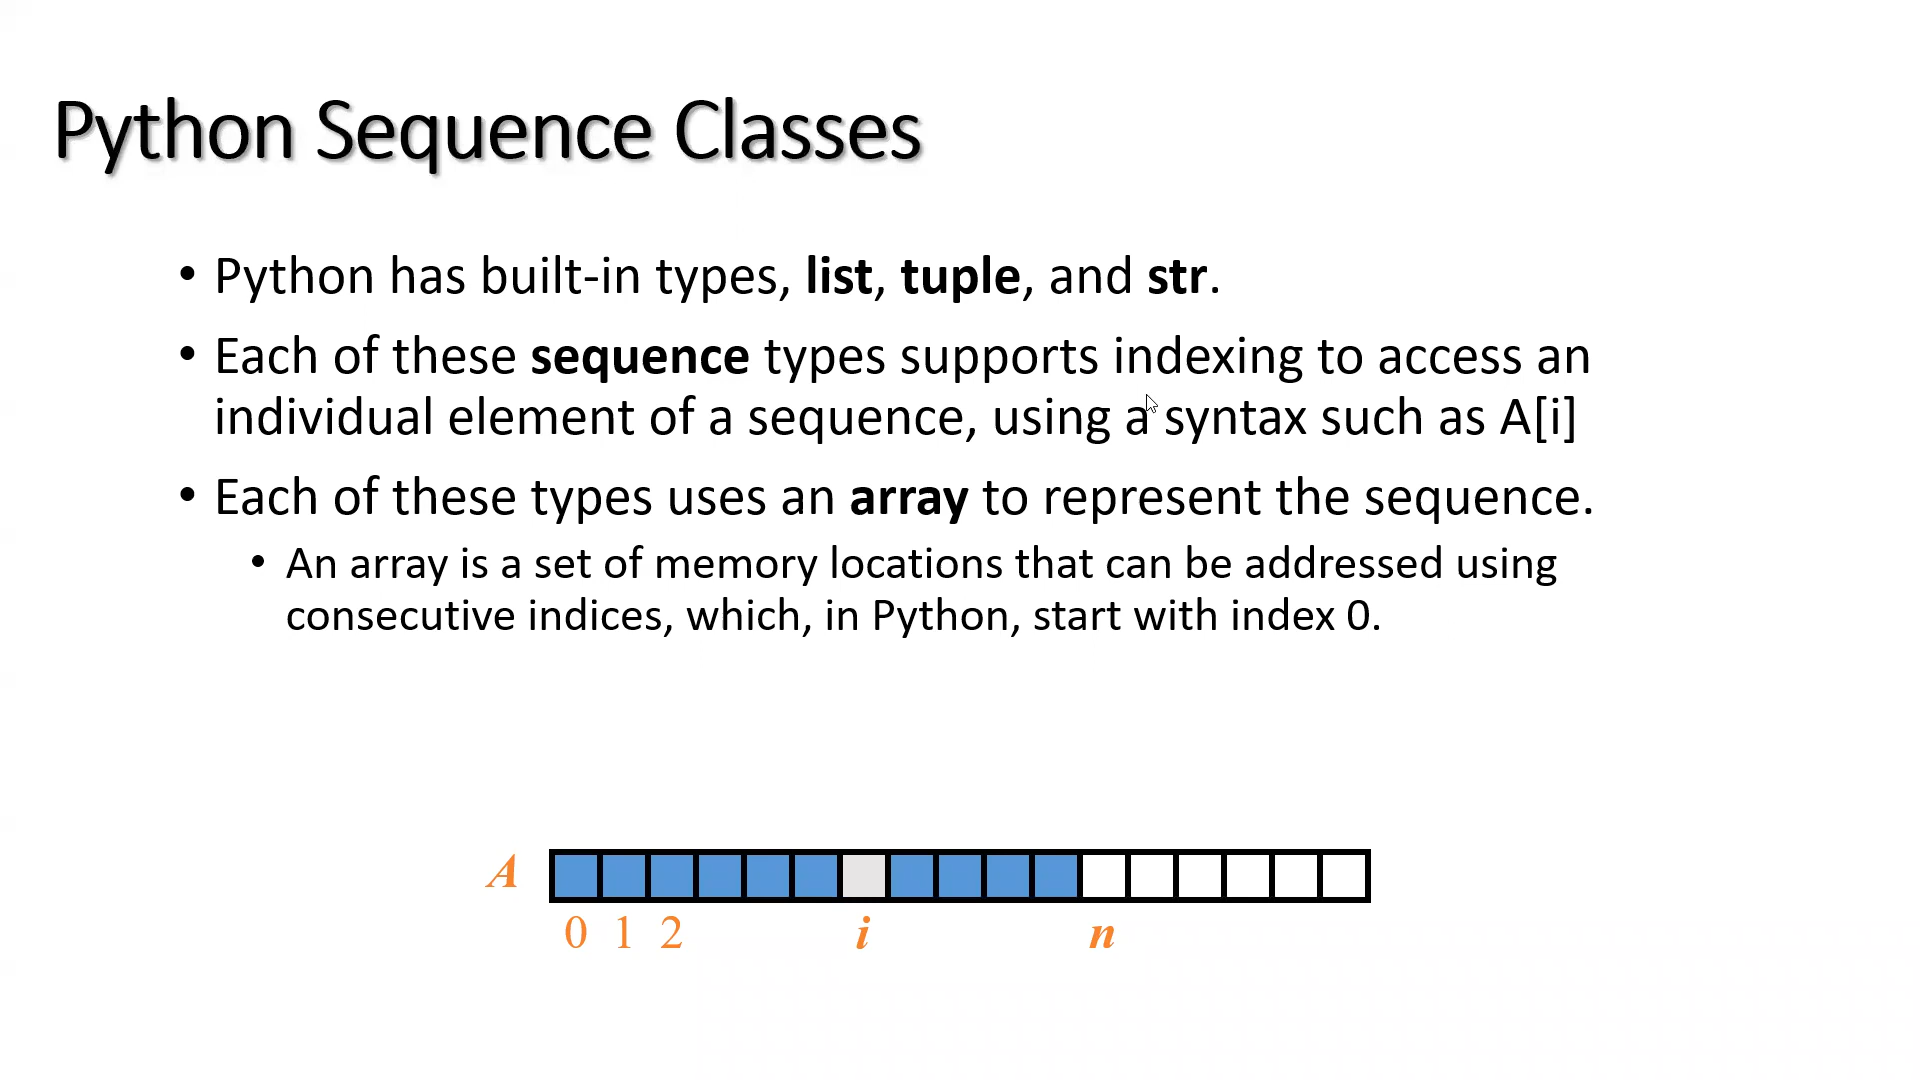 Python Sequence Classes
• Python has built-in types, list, tuple, and str.
• Each of these sequence types supports indexing to access an
individual element of a sequence, using a syntax such as A[i]
• Each of these types uses an array to represent the sequence.
• An array is a set of memory locations that can be addressed using
consecutive indices, which, in Python, start with index 0.
A
0 1 2 i n